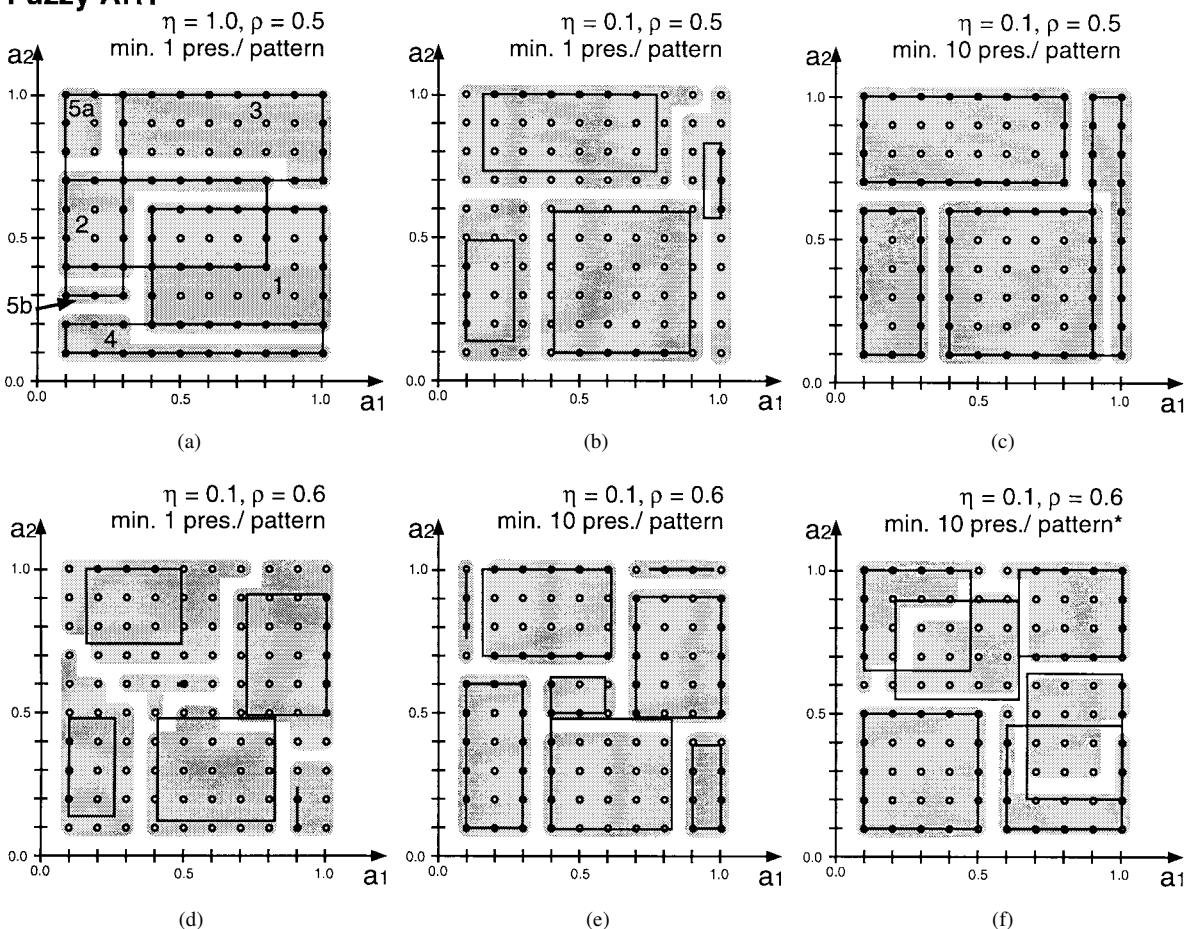 Fuzzy ART
η = 1.0, ρ = 0.5
min. 1 pres./ pattern
η = 0.1, ρ = 0.5
min. 1 pres./ pattern
η = 0.1, ρ = 0.5
min. 10 pres./ pattern
a2
a2
a2
1.0
5a
3
2
0.5
1
5b
4
0.0
0.0
0.5
1.0
a1
1.0
0.5
0.0
0.0
0.5
1.0
a1
1.0
0.5
0.0
0.0
0.5
1.0
a1
(a)
(b)
(c)
η = 0.1, ρ = 0.6
min. 1 pres./ pattern
η = 0.1, ρ = 0.6
min. 10 pres./ pattern
η = 0.1, ρ = 0.6
min. 10 pres./ pattern*
a2
a2
a2
1.0
0.5
0.0
0.0
0.5
1.0
a1
1.0
0.5
0.0
0.0
0.5
1.0
a1
1.0
0.5
0.0
0.0
0.5
1.0
a1
(d)
(e)
(f)